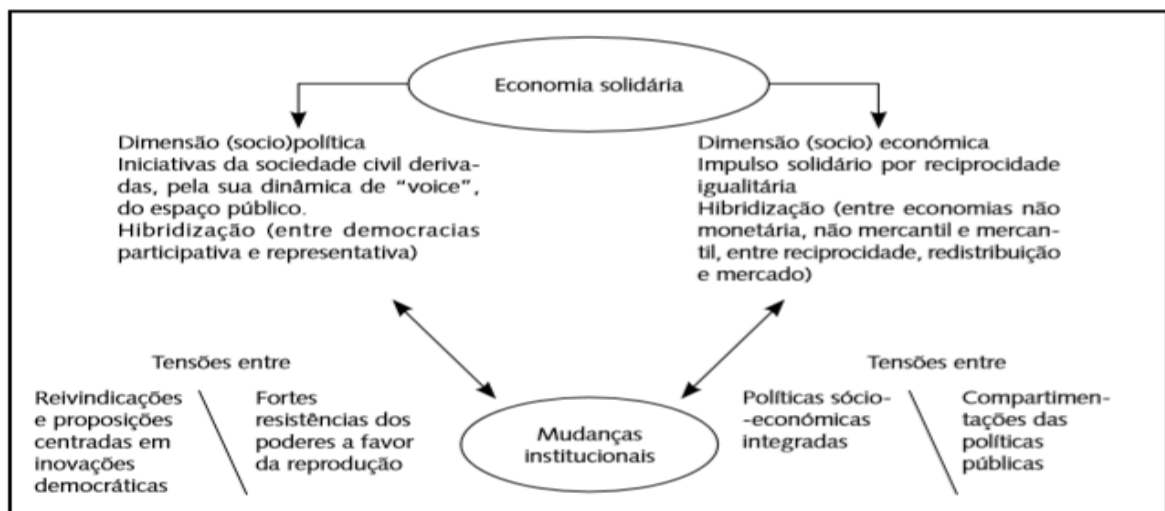 Economia solidária
Dimensão (socio)política
Iniciativas da sociedade civil deriva-
das, pela sua dinâmica de “voice”,
do espaço público.
Hibridização (entre democracias
participativa e representativa)
Dimensão (socio) económica
Impulso solidário por reciprocidade
igualitária
Hibridização (entre economias não
monetária, não mercantil e mercan-
til, entre reciprocidade, redistribuição
e mercado)
Tensões entre
Reivindicações
e proposições
centradas em
inovações
democráticas
Fortes
resistências dos
poderes a favor
da reprodução
Mudanças
institucionais
Tensões entre
Políticas sócio-
-económicas
integradas
Compartimen-
tações das
políticas
públicas